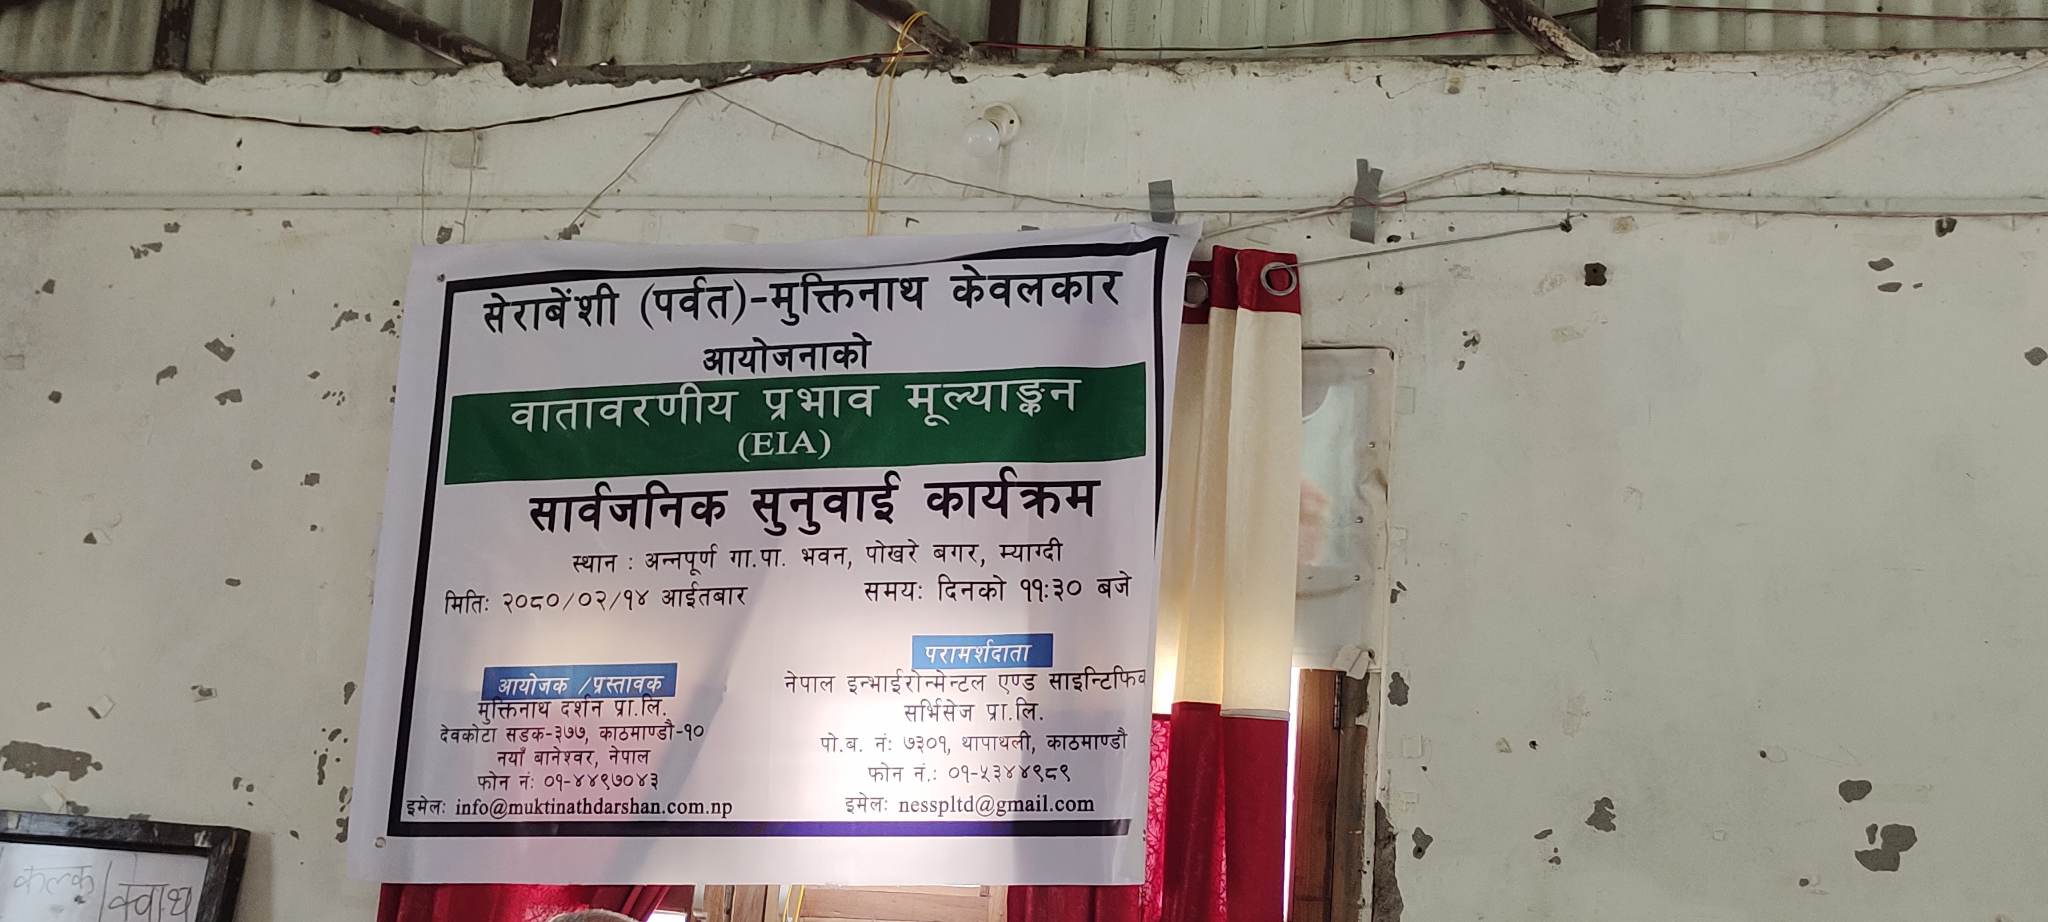 सेराबेंशी (पर्वत)-मुक्तिनाथ केवलकार
आयोजनाको
वातावरणीय प्रभाव मूल्याङ्कन
(EIA)
सार्वजनिक सुनुवाई कार्यक्रम
स्थान : अन्नपूर्ण गा.पा. भवन, पोखरे बगर, म्याग्दी
मितिः २०८०/०२/१४ आईतबार
समयः दिनको ११:३० बजे
आयोजक /प्रस्तावक
मुक्तिनाथ दर्शन प्रा.लि.
देवकोटा सडक-३७७, काठमाण्डौ-१०
नयाँ बानेश्वर, नेपाल
फोन नं: ०१-४४९७०४३
इमेलः info@muktinathdarshan.com.np
परामर्शदाता
नेपाल इन्भाईरोन्मेन्टल एण्ड साइन्टिफिक
सर्भिसेज प्रा.लि.
पो.ब. नं: ७३०१, थापाथली, काठमाण्डौ
फोन नं.: ०१-५३४४९८९
इमेलः nesspltd@gmail.com
कल्क
क्वाथ